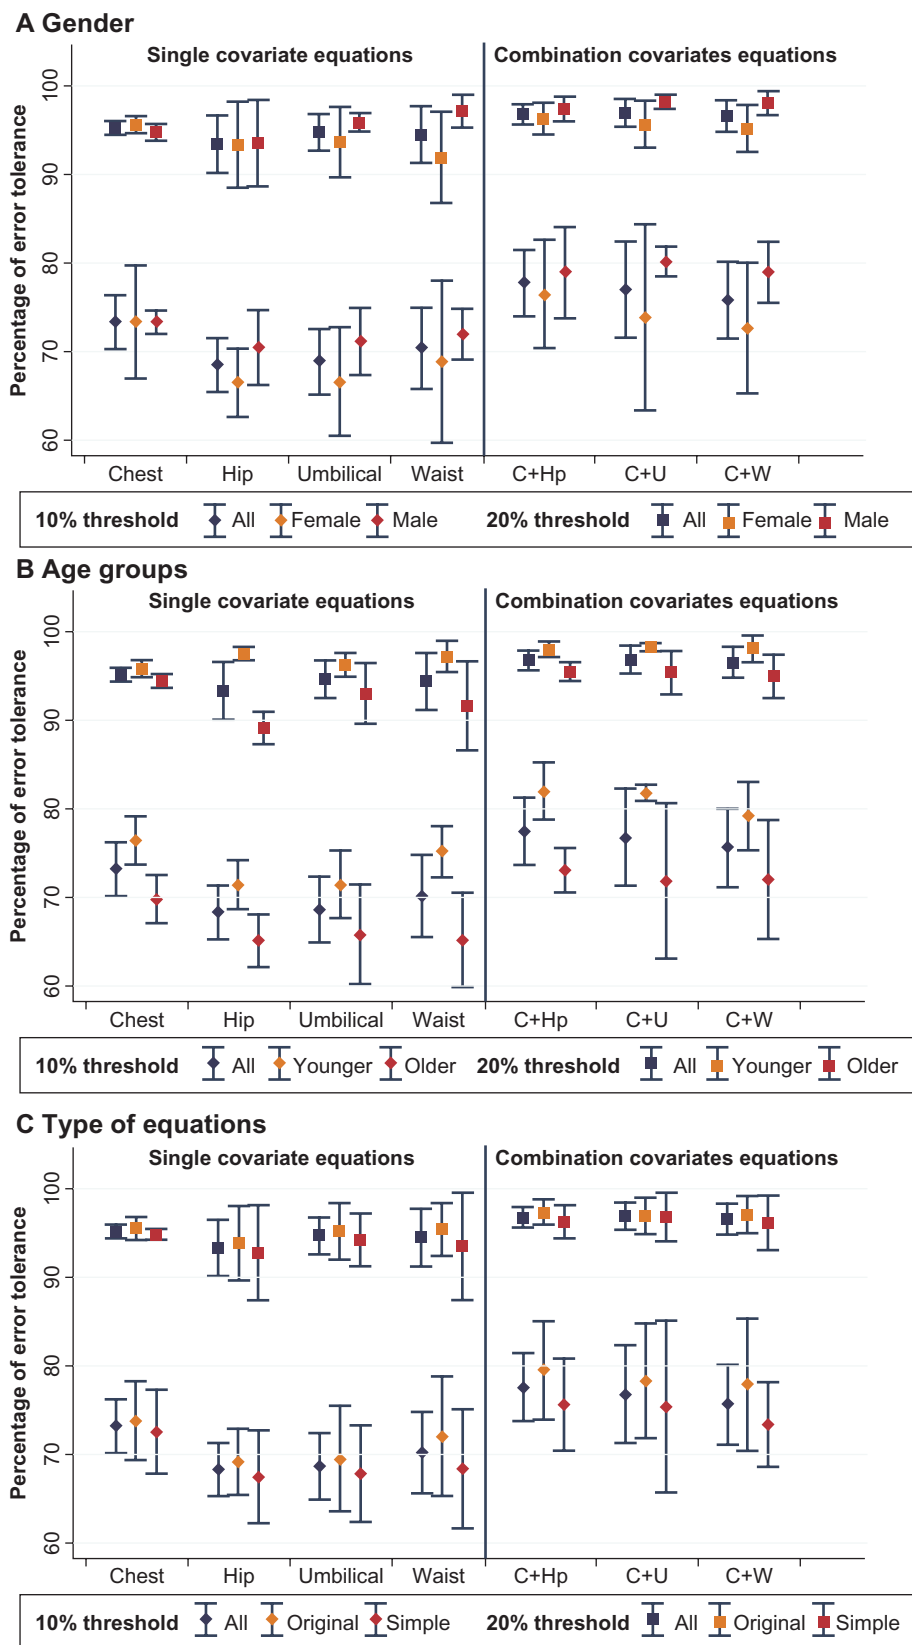 A Gender
Single covariate equations
Combination covariates equations
Percentage of error tolerance
100
90
80
70
60
Chest Hip Umbilical Waist C+Hp C+U C+W
10% threshold All Female Male 20% threshold All Female Male
B Age groups
Single covariate equations
Combination covariates equations
Percentage of error tolerance
100
90
80
70
60
Chest Hip Umbilical Waist C+Hp C+U C+W
10% threshold All Younger Older 20% threshold All Younger Older
C Type of equations
Single covariate equations
Combination covariates equations
Percentage of error tolerance
100
90
80
70
60
Chest Hip Umbilical Waist C+Hp C+U C+W
10% threshold All Original Simple 20% threshold All Original Simple